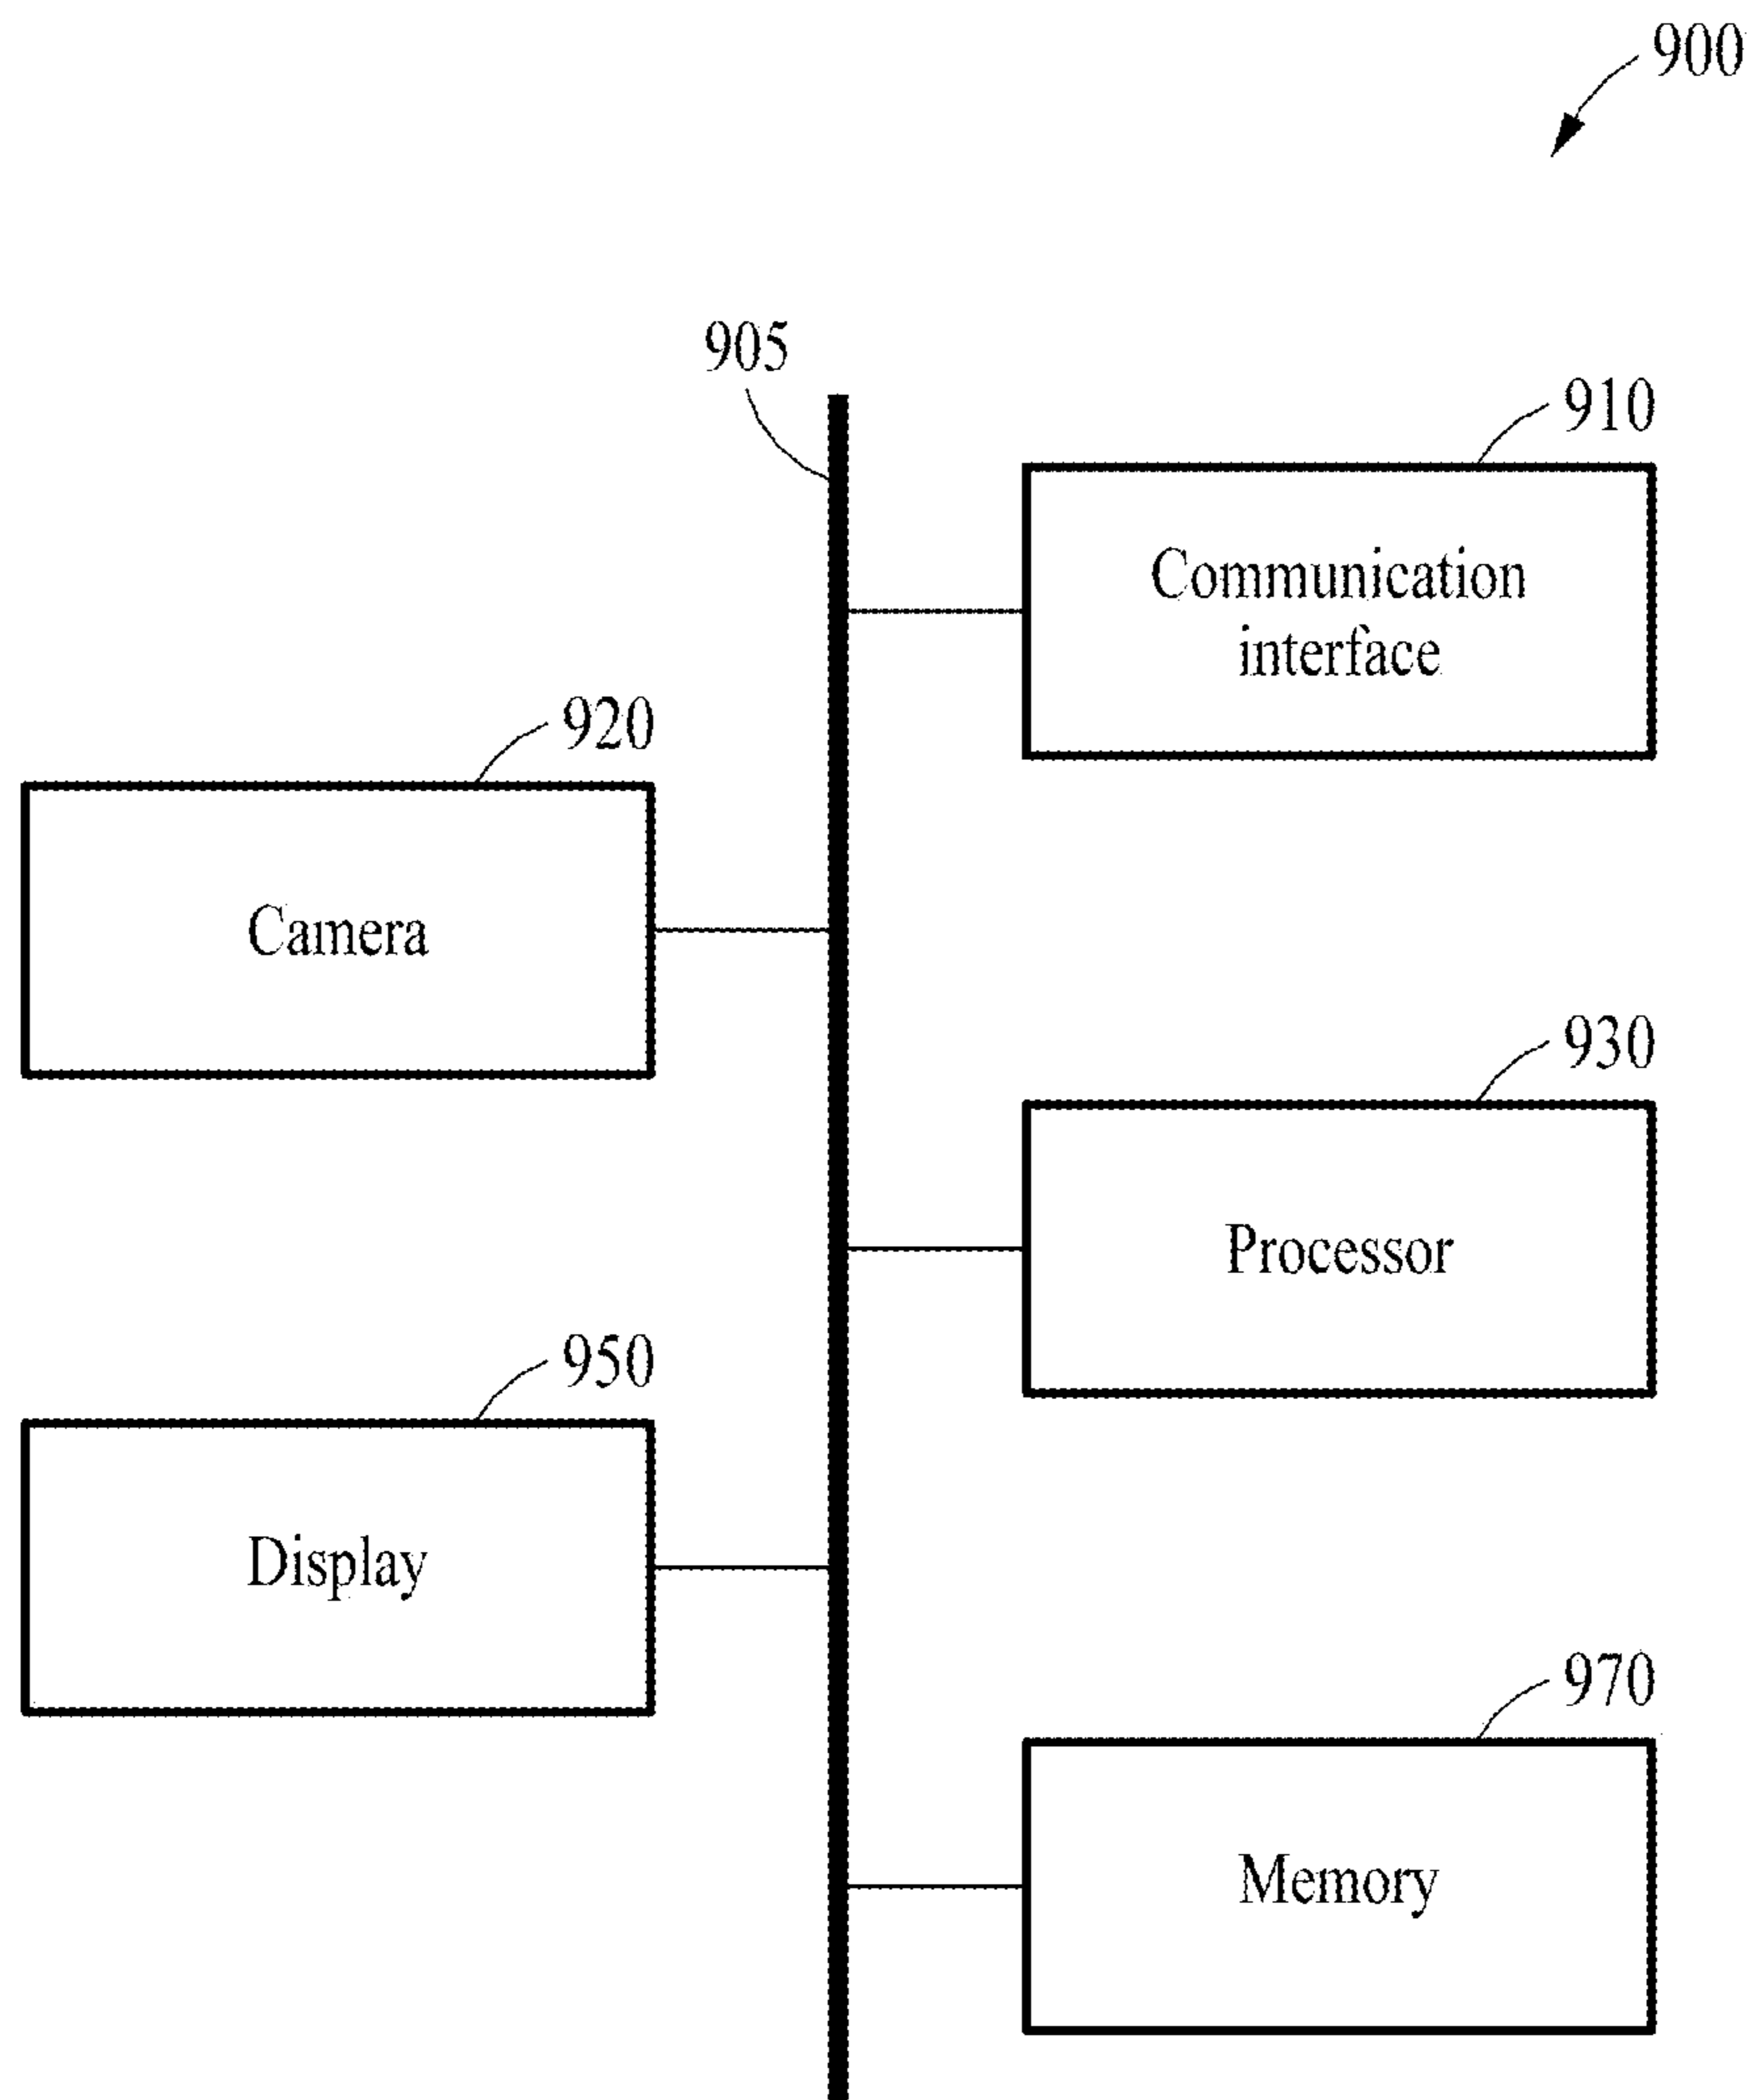 900
905
910
Communication
interface
920
Camera
930
Processor
950
Display
970
Memory